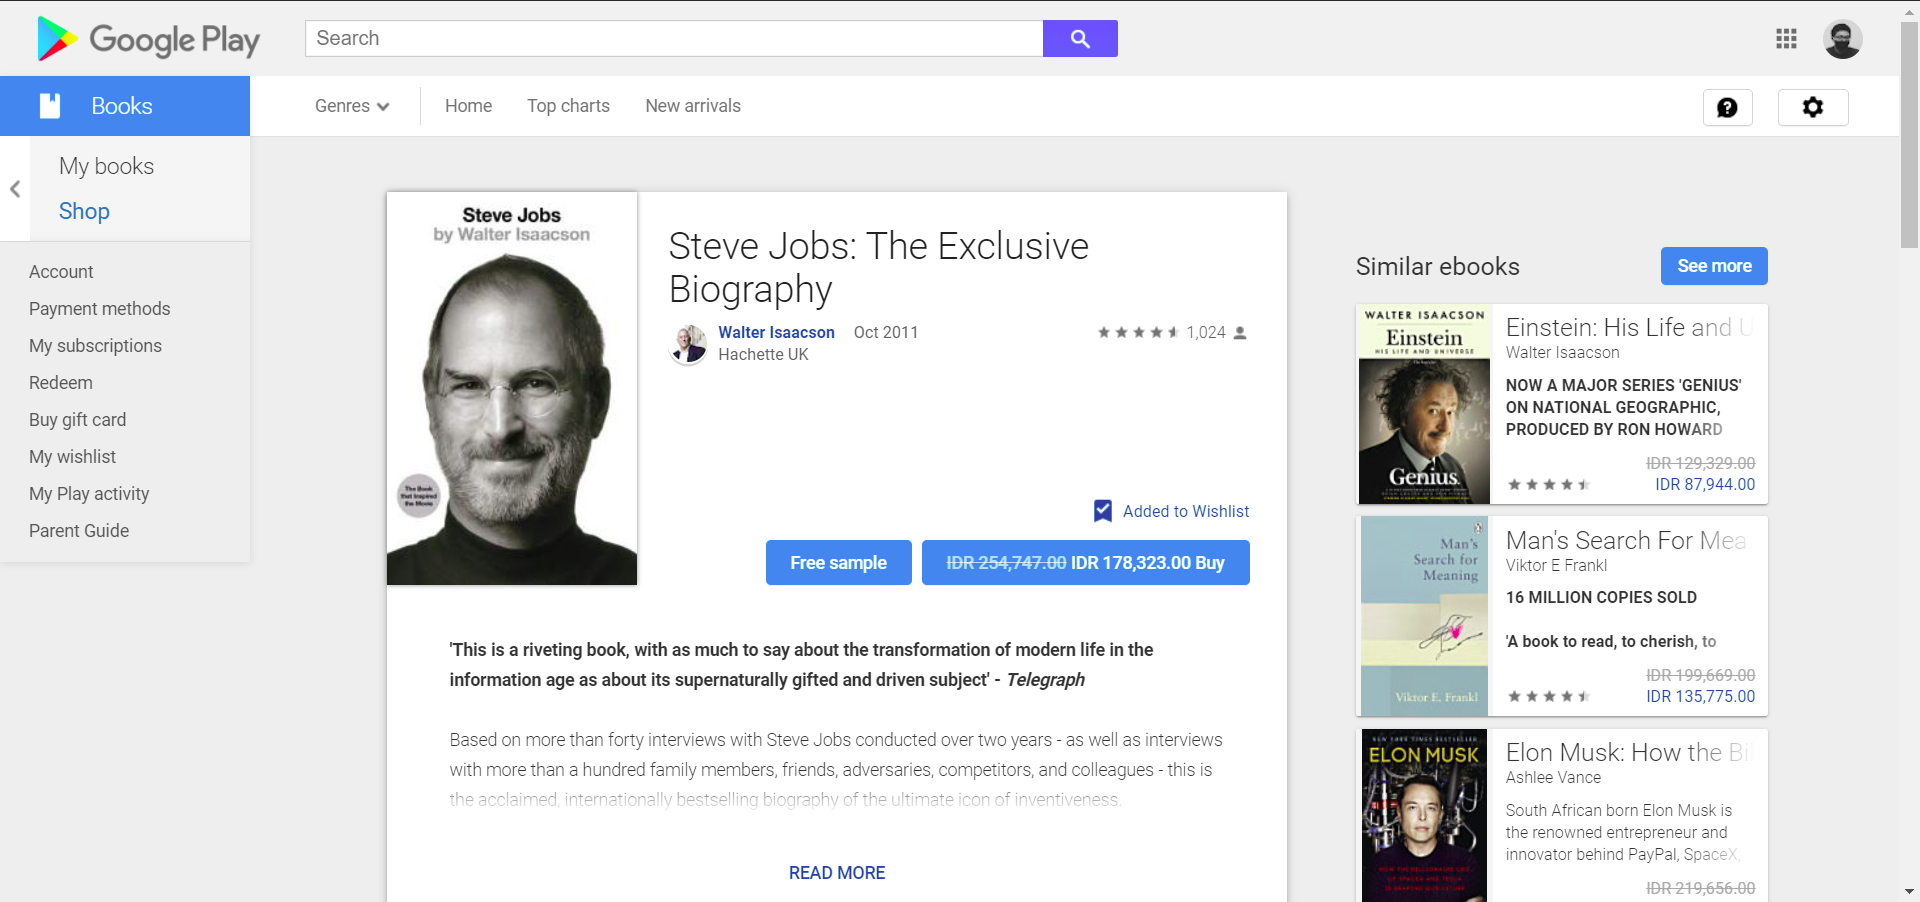 Google Play
Search
Books
Genres
Home
Top charts
New arrivals
My books
Shop
Account
Payment methods
My subscriptions
Redeem
Buy gift card
My wishlist
My Play activity
Parent Guide
Steve Jobs
by Walter Isaacson
The Book
that Inspired
the Movie
Steve Jobs: The Exclusive
Biography
Walter Isaacson Oct 2011
Hachette UK
1,024
Added to Wishlist
Free sample
IDR 254,747.00 IDR 178,323.00 Buy
'This is a riveting book, with as much to say about the transformation of modern life in the
information age as about its supernaturally gifted and driven subject' - Telegraph
Based on more than forty interviews with Steve Jobs conducted over two years - as well as interviews
with more than a hundred family members, friends, adversaries, competitors, and colleagues - this is
the acclaimed, internationally bestselling biography of the ultimate icon of inventiveness.
READ MORE
Similar ebooks
See more
WALTER ISAACSON
Einstein
HIS LIFE AND UNIVERSE
Genius
Einstein: His Life and U
Walter Isaacson
NOW A MAJOR SERIES 'GENIUS'
ON NATIONAL GEOGRAPHIC,
PRODUCED BY RON HOWARD
IDR 129,329.00
IDR 87,944.00
Man's
Search for
Meaning
Viktor E. Frankl
Man's Search For Mea
Viktor E Frankl
16 MILLION COPIES SOLD
'A book to read, to cherish, to
IDR 199,669.00
IDR 135,775.00
NEW YORK TIMES BESTSELLER
ELON MUSK
Elon Musk: How the Bil
Ashlee Vance
South African born Elon Musk is
the renowned entrepreneur and
innovator behind PayPal, SpaceX,
IDR 219,656.00